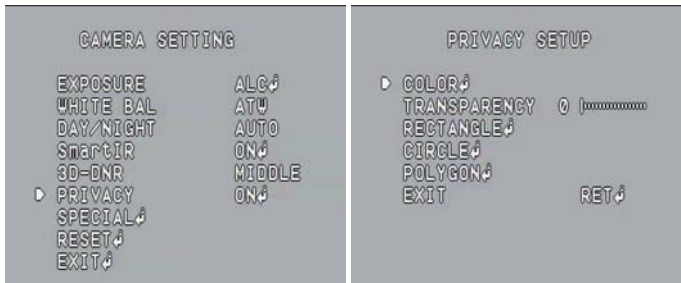 CAMERA SETTING
EXPOSURE ALC↲
WHITE BAL ATW
DAY/NIGHT AUTO
SmartIR ON↲
3D-DNR MIDDLE
PRIVACY ON↲
SPECIAL↲
RESET↲
EXIT↲
PRIVACY SETUP
COLOR↲
TRANSPARENCY 0
RECTANGLE↲
CIRCLE↲
POLYGON↲
EXIT RET↲